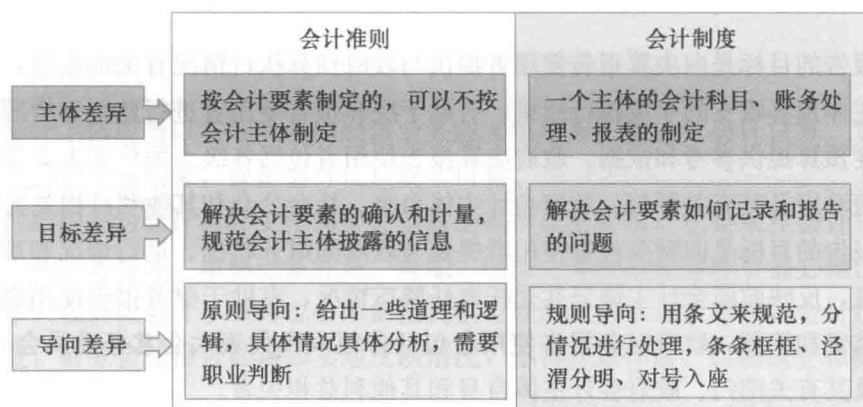 会计准则
会计制度
主体差异
按会计要素制定的，可以不按
会计主体制定
一个主体的会计科目、账务处
理、报表的制定
目标差异
解决会计要素的确认和计量，
规范会计主体披露的信息
解决会计要素如何记录和报告
的问题
导向差异
原则导向：给出一些道理和逻
辑，具体情况具体分析，需要
职业判断
规则导向：用条文来规范，分
情况进行处理，条条框框、泾
渭分明、对号入座